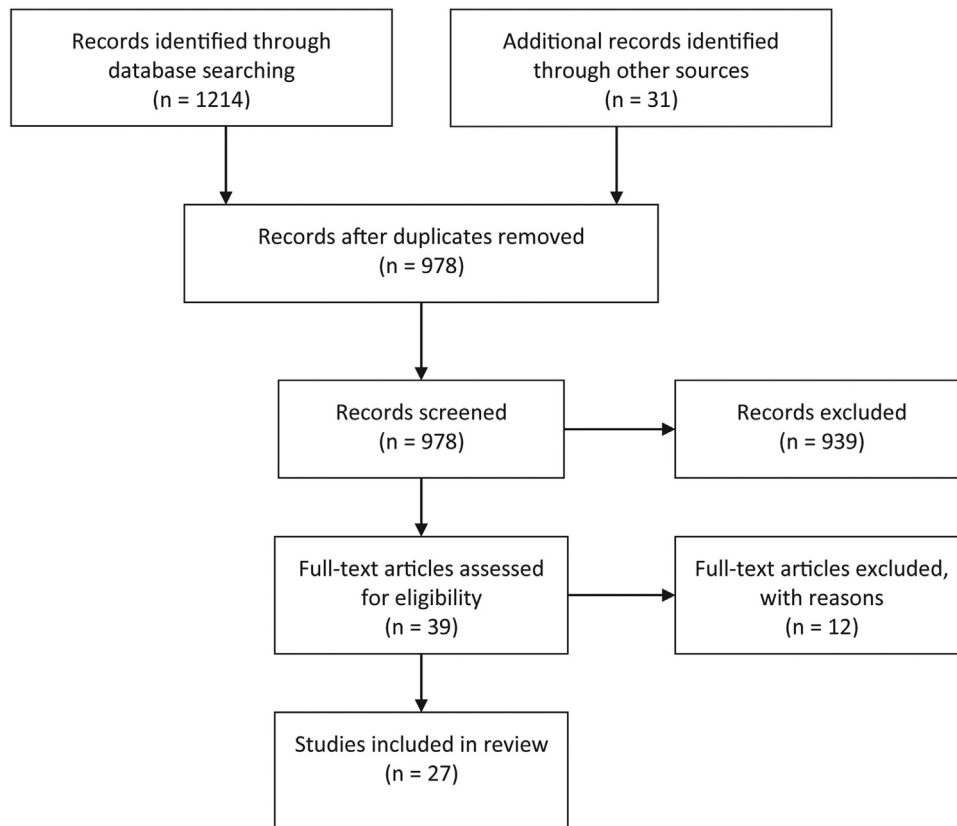 Records identified through
database searching
(n = 1214)
Additional records identified
through other sources
(n = 31)
Records after duplicates removed
(n = 978)
Records screened
(n = 978)
Records excluded
(n = 939)
Full-text articles assessed
for eligibility
(n = 39)
Full-text articles excluded,
with reasons
(n = 12)
Studies included in review
(n = 27)